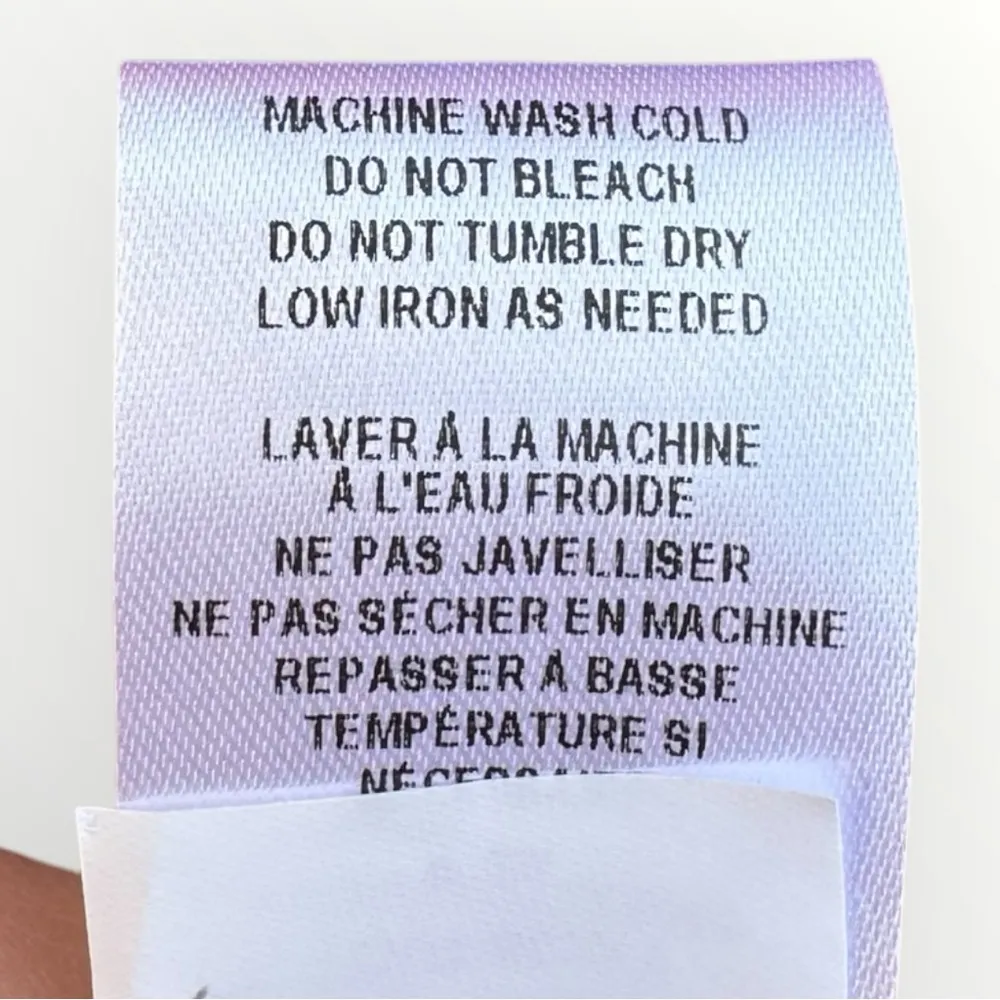 MACHINE WASH COLD
DO NOT BLEACH
DO NOT TUMBLE DRY
LOW IRON AS NEEDED
LAVER À LA MACHINE
À L'EAU FROIDE
NE PAS JAVELLISER
NE PAS SÉCHER EN MACHINE
REPASSER À BASSE
TEMPÉRATURE SI